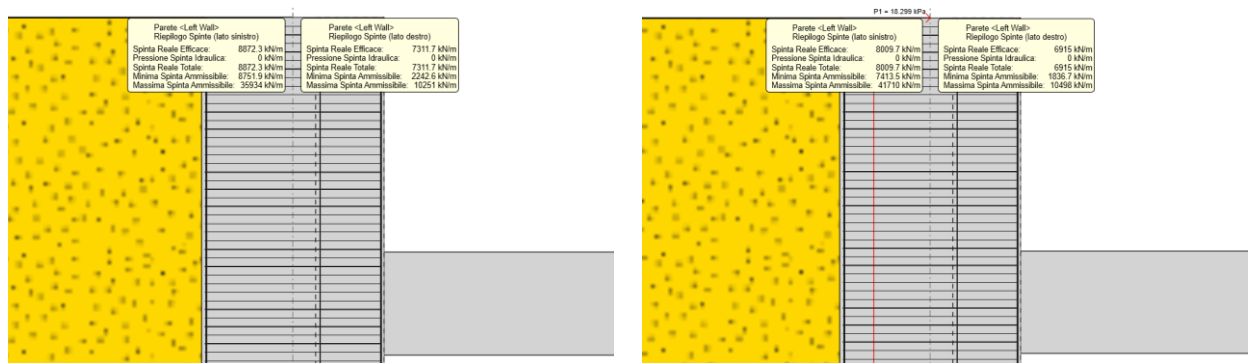 Parete <Left Wall>
Riepilogo Spinte (lato sinistro)
Spinta Reale Efficace: 8872.3 kN/m
Pressione Spinta Idraulica: 0 kN/m
Spinta Reale Totale: 8872.3 kN/m
Minima Spinta Ammissibile: 8751.9 kN/m
Massima Spinta Ammissibile: 35934 kN/m
Parete <Left Wall>
Riepilogo Spinte (lato destro)
Spinta Reale Efficace: 7311.7 kN/m
Pressione Spinta Idraulica: 0 kN/m
Spinta Reale Totale: 7311.7 kN/m
Minima Spinta Ammissibile: 2242.6 kN/m
Massima Spinta Ammissibile: 10251 kN/m
P1 = 18.299 kPa
Parete <Left Wall>
Riepilogo Spinte (lato sinistro)
Spinta Reale Efficace: 8009.7 kN/m
Pressione Spinta Idraulica: 0 kN/m
Spinta Reale Totale: 8009.7 kN/m
Minima Spinta Ammissibile: 7413.5 kN/m
Massima Spinta Ammissibile: 41710 kN/m
Parete <Left Wall>
Riepilogo Spinte (lato destro)
Spinta Reale Efficace: 6915 kN/m
Pressione Spinta Idraulica: 0 kN/m
Spinta Reale Totale: 6915 kN/m
Minima Spinta Ammissibile: 1836.7 kN/m
Massima Spinta Ammissibile: 10498 kN/m